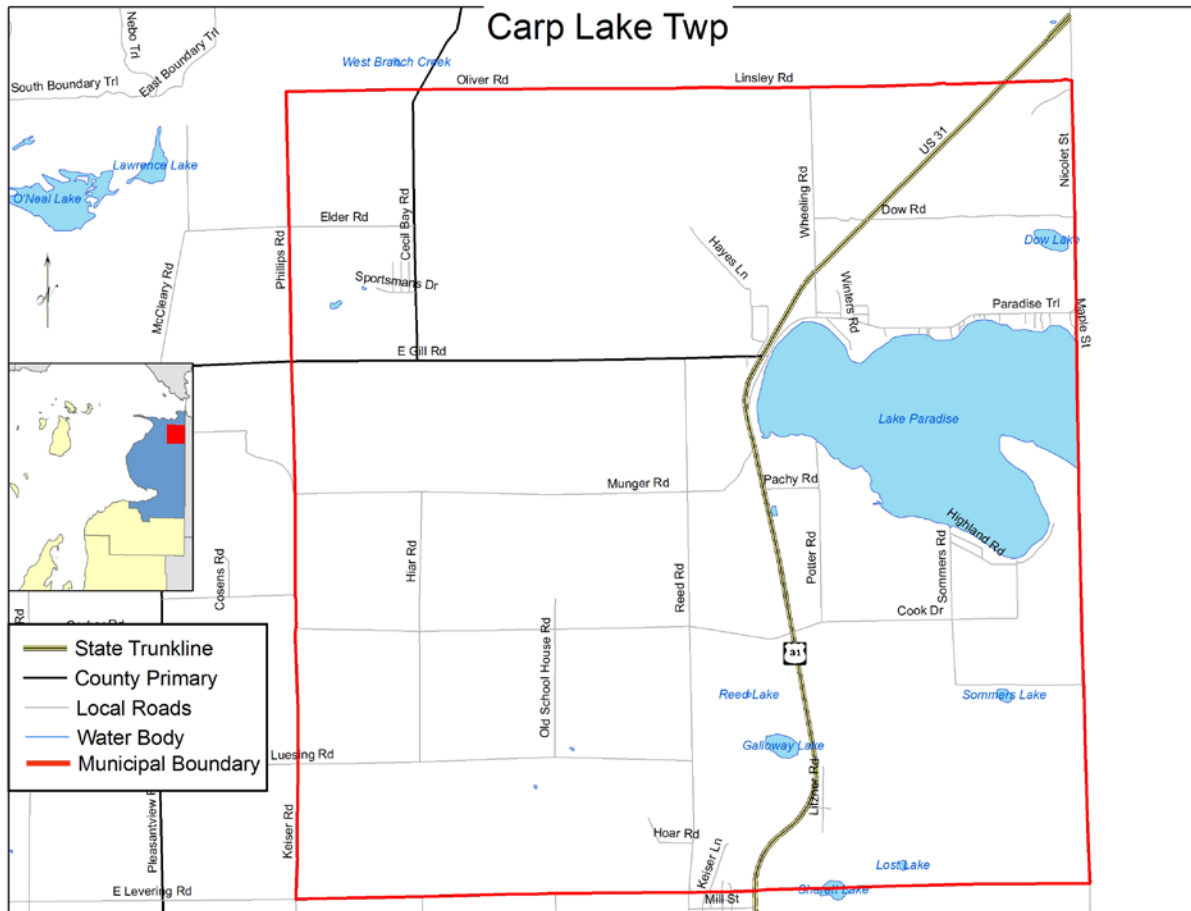 Carp Lake Twp
Nebo Trl
East Boundary Trl
South Boundary Trl
West Branch Creek
Oliver Rd
Linsley Rd
US 31
Nicolet St
Lawrence Lake
O'Neal Lake
Elder Rd
Cecil Bay Rd
Phillips Rd
McCleary Rd
Sportsmans Dr
Hayes Ln
Wheeling Rd
Dow Rd
Dow Lake
Winters Rd
Paradise Trl
Maple St
E Gill Rd
Lake Paradise
Munger Rd
Pachy Rd
Highland Rd
Cosens Rd
Hiar Rd
Reed Rd
Potter Rd
Sommers Rd
Cook Dr
Old School House Rd
31
Rd
State Trunkline
County Primary
Local Roads
Water Body
Municipal Boundary
Reed Lake
Sommers Lake
Galloway Lake
Luesing Rd
Litzner Rd
Keiser Rd
Pleasantview Rd
Hoar Rd
Keiser Ln
Lost Lake
E Levering Rd
Mill St
Sharett Lake